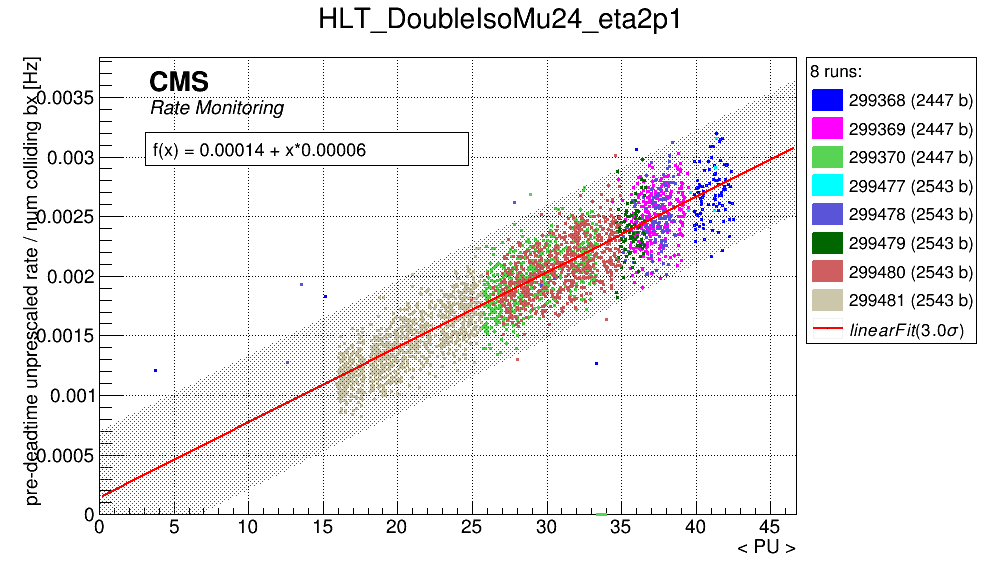 HLT_DoubleIsoMu24_eta2p1
pre-deadtime unprescaled rate / num colliding bx [Hz]
CMS
Rate Monitoring
f(x) = 0.00014 + x*0.00006
0.0035
0.003
0.0025
0.002
0.0015
0.001
0.0005
0
0 5 10 15 20 25 30 35 40 45
< PU >
8 runs:
299368 (2447 b)
299369 (2447 b)
299370 (2447 b)
299477 (2543 b)
299478 (2543 b)
299479 (2543 b)
299480 (2543 b)
299481 (2543 b)
linearFit(3.0σ)